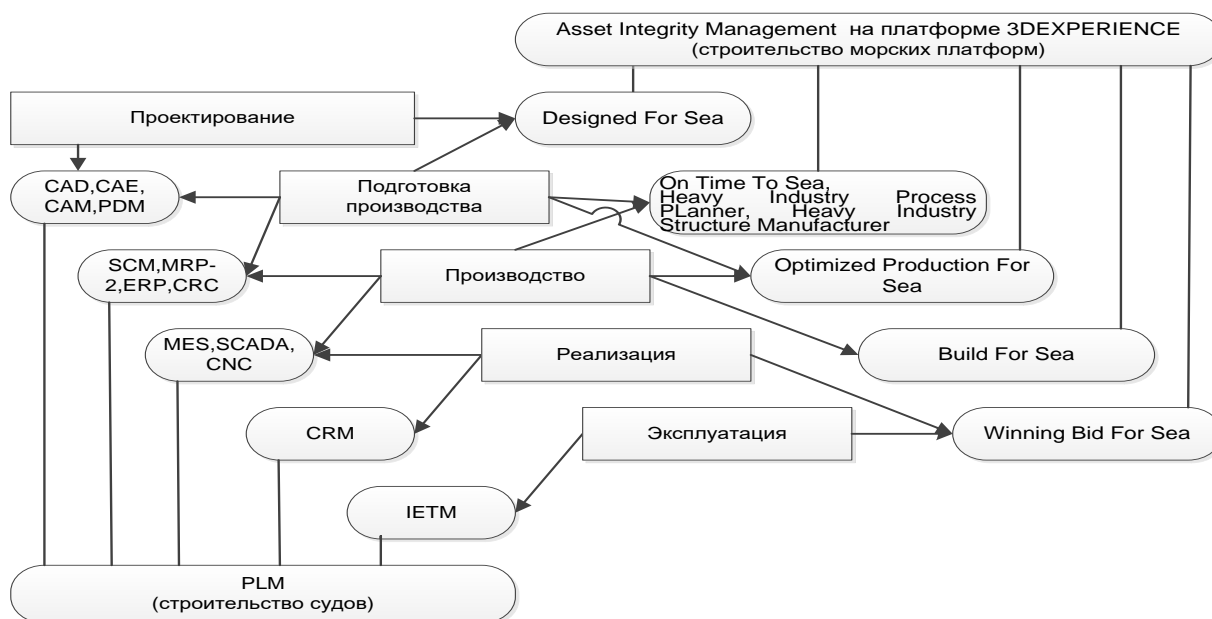 Asset Integrity Management на платформе 3DEXPERIENCE
(строительство морских платформ)
Проектирование
Designed For Sea
CAD,CAE,
CAM,PDM
Подготовка
производства
On Time To Sea,
Heavy Industry Process
PLanner, Heavy Industry
Structure Manufacturer
SCM,MRP-
2,ERP,CRC
Производство
Optimized Production For
Sea
MES,SCADA,
CNC
Реализация
Build For Sea
CRM
Эксплуатация
Winning Bid For Sea
IETM
PLM
(строительство судов)